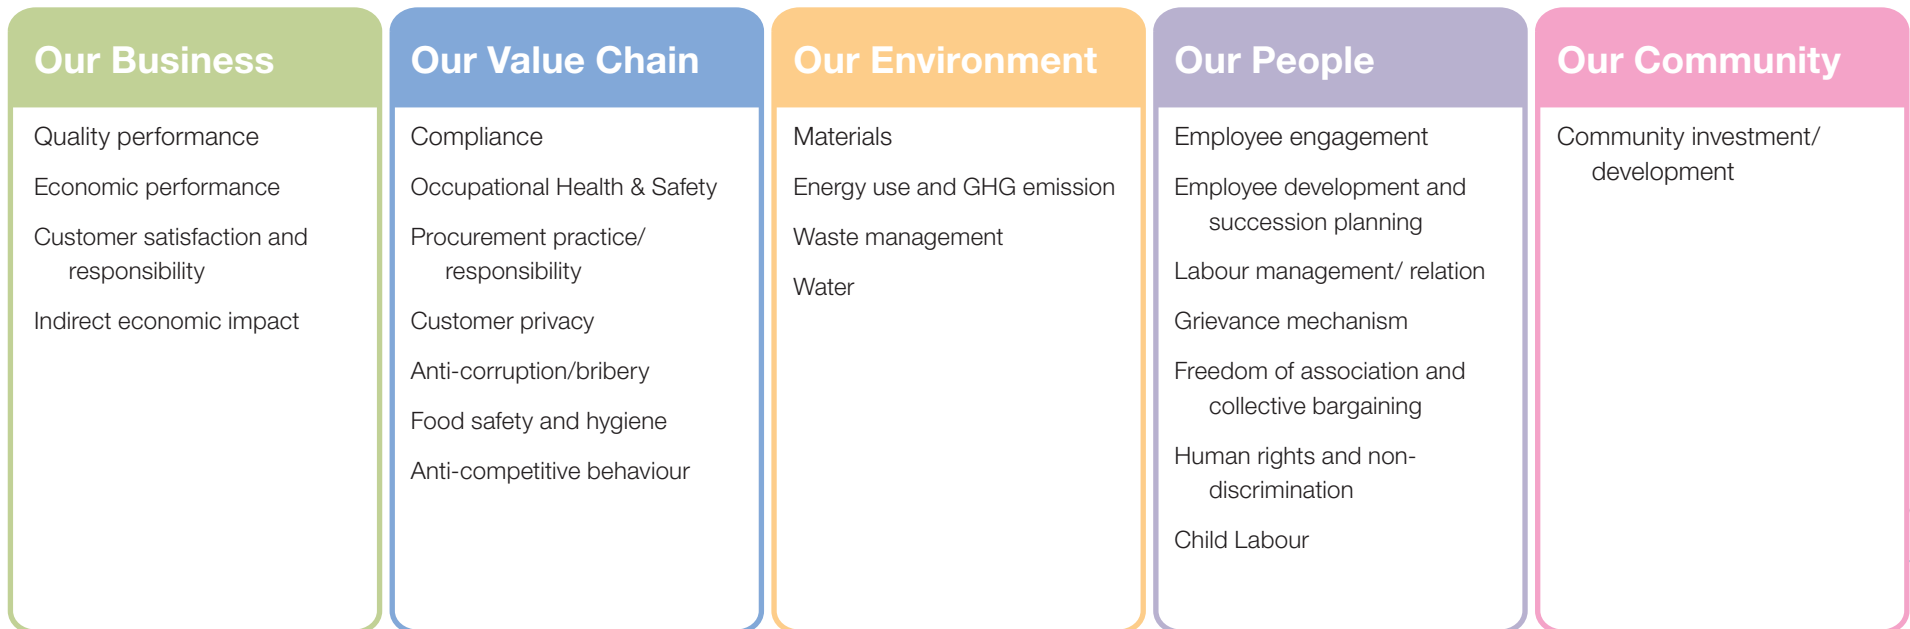 Our Business
Quality performance
Economic performance
Customer satisfaction and
responsibility
Indirect economic impact
Our Value Chain
Compliance
Occupational Health & Safety
Procurement practice/
responsibility
Customer privacy
Anti-corruption/bribery
Food safety and hygiene
Anti-competitive behaviour
Our Environment
Materials
Energy use and GHG emission
Waste management
Water
Our People
Employee engagement
Employee development and
succession planning
Labour management/ relation
Grievance mechanism
Freedom of association and
collective bargaining
Human rights and non-
discrimination
Child Labour
Our Community
Community investment/
development